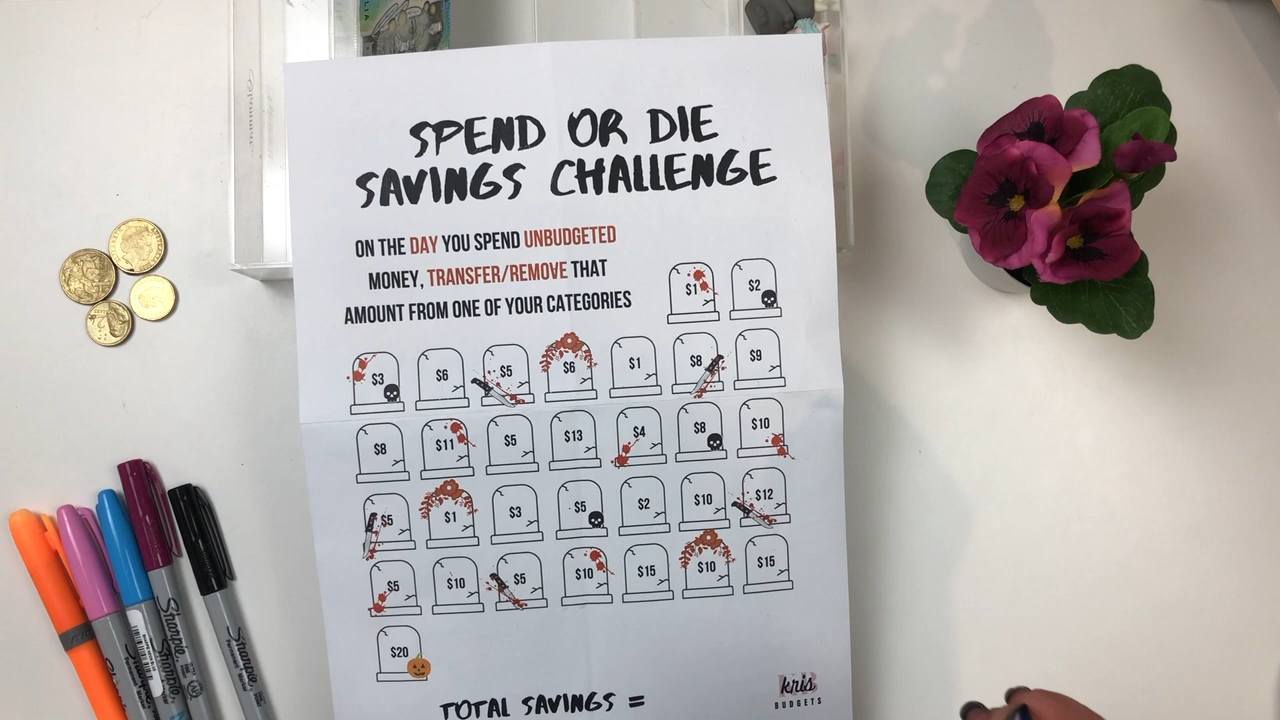 SPEND OR DIE
SAVINGS CHALLENGE
ON THE DAY YOU SPEND UNBUDGETED
MONEY, TRANSFER/REMOVE THAT
AMOUNT FROM ONE OF YOUR CATEGORIES
$1 $2
$3 $6 $5 $6 $1 $8 $9
$8 $11 $5 $13 $4 $8 $10
$5 $1 $3 $5 $2 $10 $12
$5 $10 $5 $10 $15 $10 $15
$20
TOTAL SAVINGS =
kris
BUDGETS
Sharpie
Sharpie
Sharpie